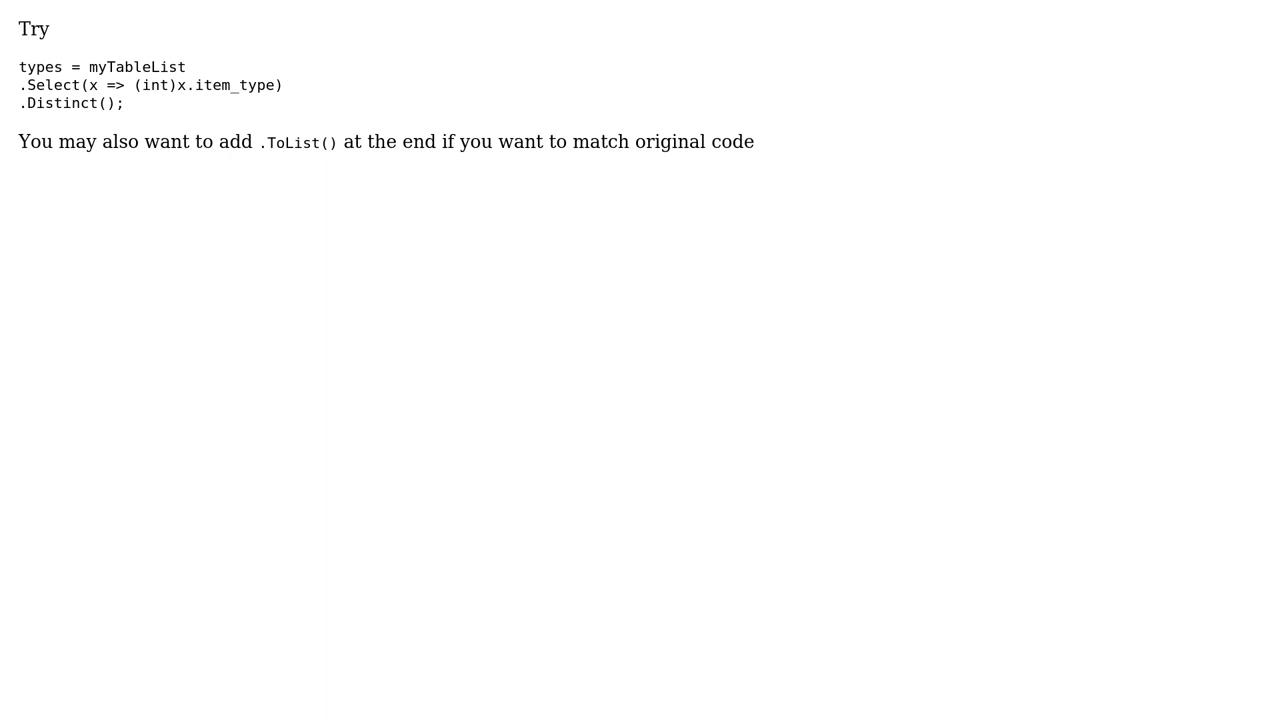 Try
types = myTableList
.Select(x => (int)x.item_type)
.Distinct();
You may also want to add .ToList() at the end if you want to match original code